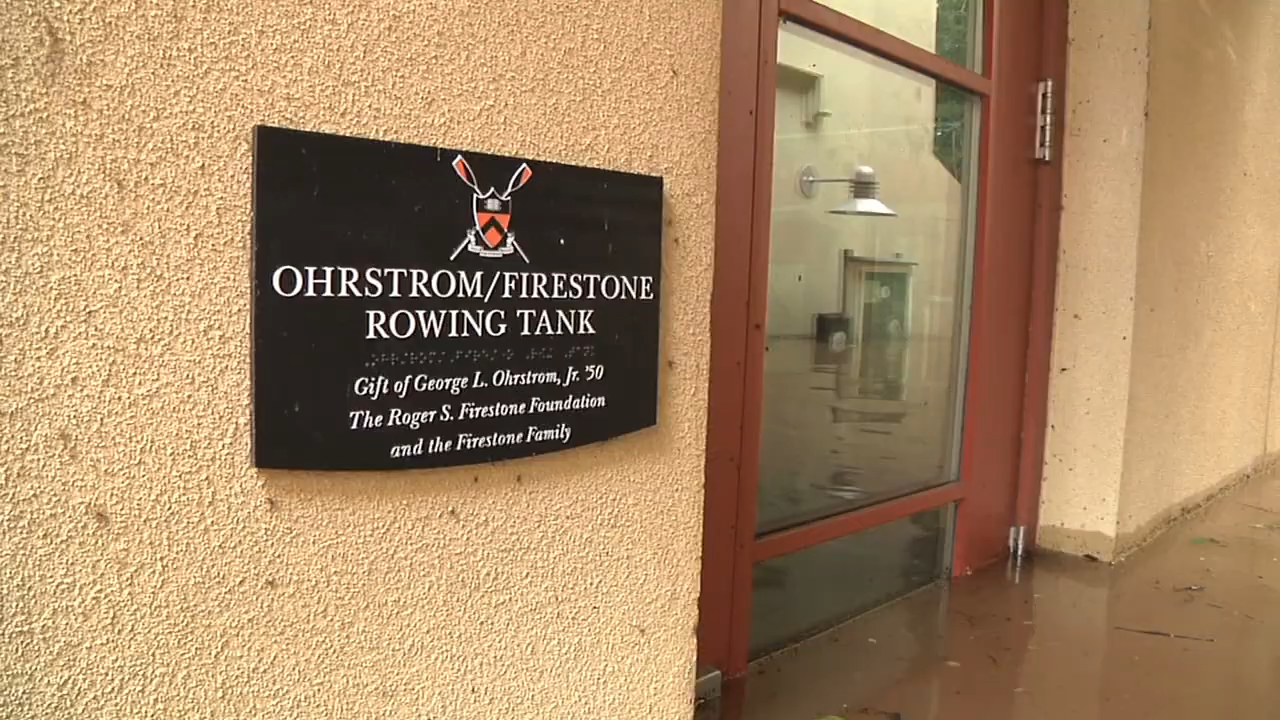 OHRSTROM/FIRESTONE
ROWING TANK
Gift of George L. Ohrstrom, Jr. '50
The Roger S. Firestone Foundation
and the Firestone Family